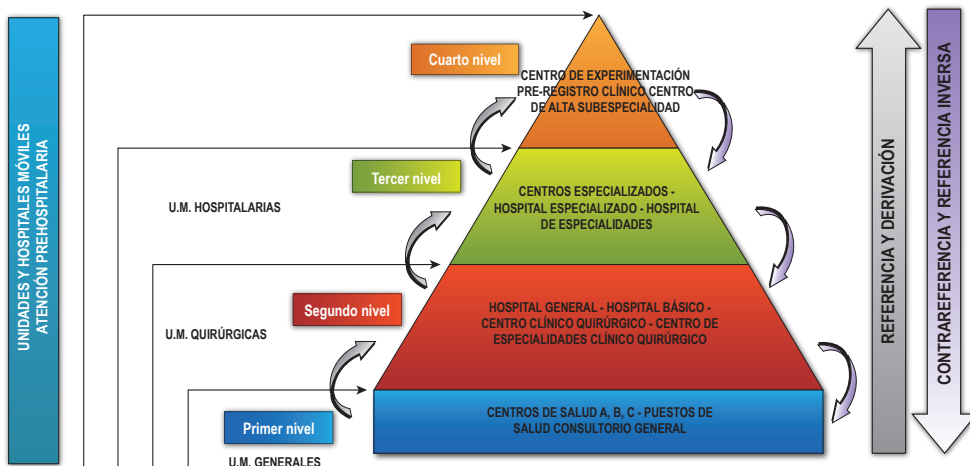 UNIDADES Y HOSPITALES MÓVILES
ATENCIÓN PREHOSPITALARIA
Cuarto nivel
CENTRO DE EXPERIMENTACIÓN
PRE-REGISTRO CLÍNICO CENTRO
DE ALTA SUBESPECIALIDAD
Tercer nivel
CENTROS ESPECIALIZADOS -
HOSPITAL ESPECIALIZADO - HOSPITAL
DE ESPECIALIDADES
U.M. HOSPITALARIAS
Segundo nivel
HOSPITAL GENERAL - HOSPITAL BÁSICO -
CENTRO CLÍNICO QUIRÚRGICO - CENTRO DE
ESPECIALIDADES CLÍNICO QUIRÚRGICO
U.M. QUIRÚRGICAS
Primer nivel
CENTROS DE SALUD A, B, C - PUESTOS DE
SALUD CONSULTORIO GENERAL
U.M. GENERALES
REFERENCIA Y DERIVACIÓN
CONTRAREFERENCIA Y REFERENCIA INVERSA